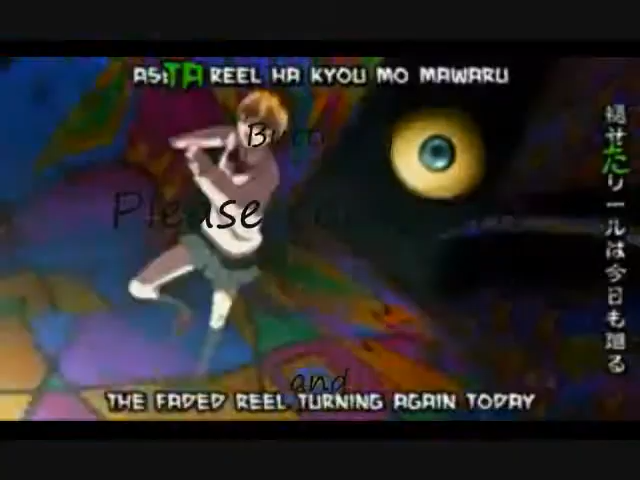 ASETA REEL HA KYOU MO MAWARU
褪せたリールは今日も廻る
But
Please
and
THE FADED REEL TURNING AGAIN TODAY